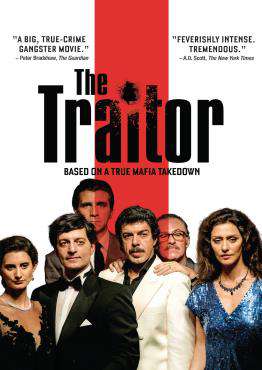 "A BIG, TRUE-CRIME
GANGSTER MOVIE."
– Peter Bradshaw, The Guardian
"FEVERISHLY INTENSE.
TREMENDOUS."
– A.O. Scott, The New York Times
The
Traitor
BASED ON A TRUE MAFIA TAKEDOWN